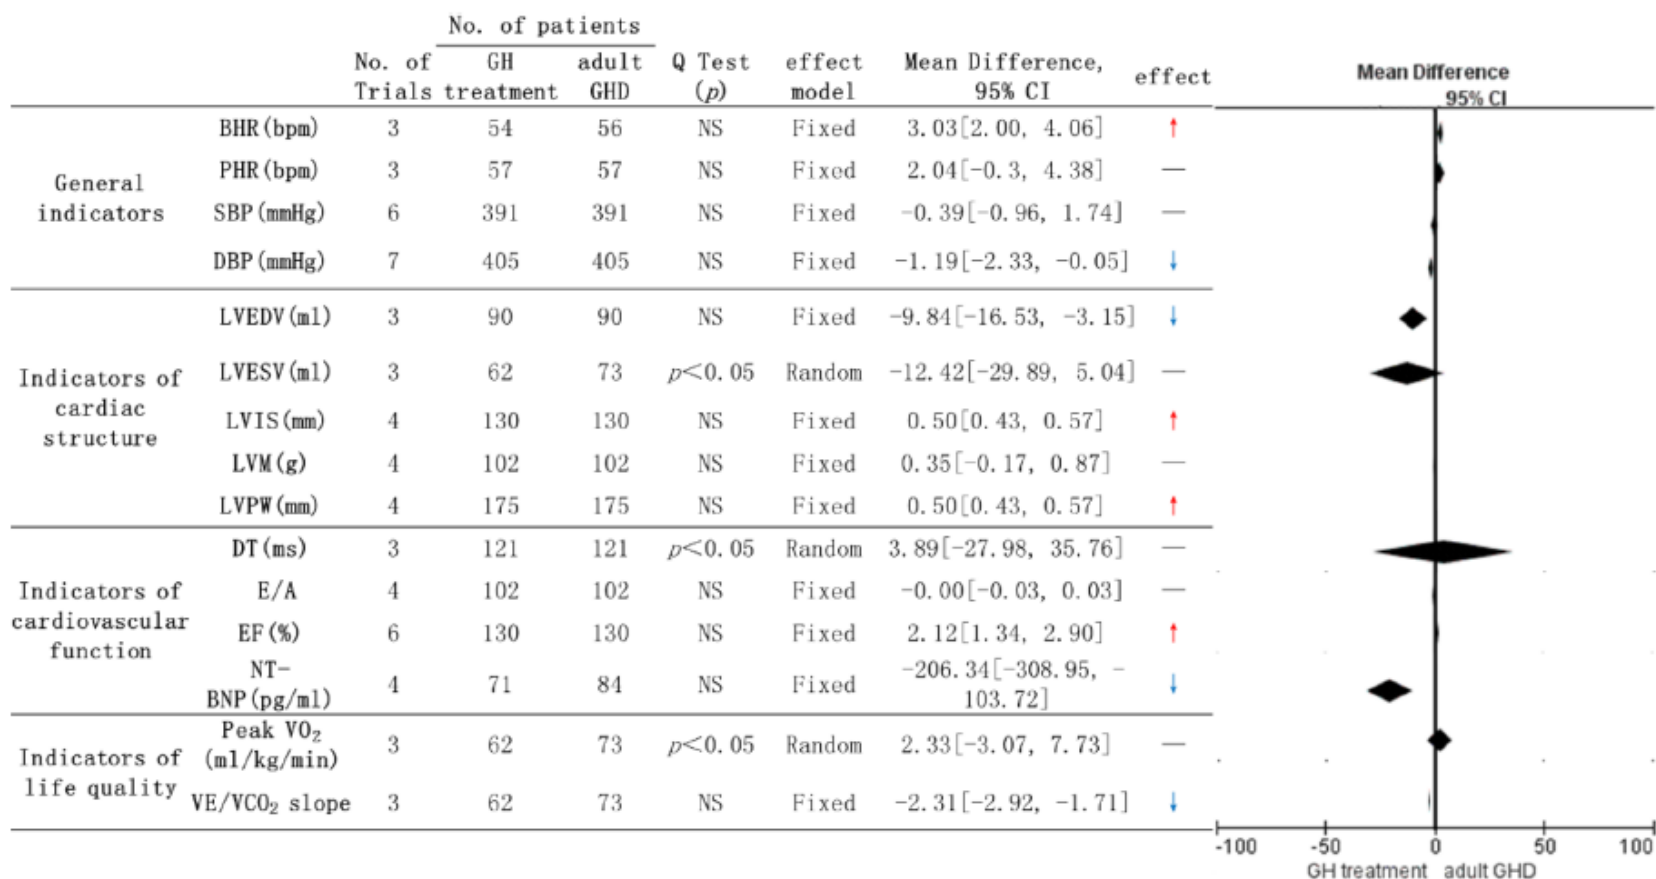 No. of patients
No. of Trials GH treatment adult GHD Q Test (p) effect model Mean Difference, 95% CI effect
Mean Difference
95% CI
General indicators
BHR(bpm) 3 54 56 NS Fixed 3.03[2.00, 4.06] ↑
PHR(bpm) 3 57 57 NS Fixed 2.04[-0.3, 4.38] —
SBP(mmHg) 6 391 391 NS Fixed -0.39[-0.96, 1.74] —
DBP(mmHg) 7 405 405 NS Fixed -1.19[-2.33, -0.05] ↓
Indicators of cardiac structure
LVEDV(ml) 3 90 90 NS Fixed -9.84[-16.53, -3.15] ↓
LVESV(ml) 3 62 73 p<0.05 Random -12.42[-29.89, 5.04] —
LVIS(mm) 4 130 130 NS Fixed 0.50[0.43, 0.57] ↑
LVM(g) 4 102 102 NS Fixed 0.35[-0.17, 0.87] —
LVPW(mm) 4 175 175 NS Fixed 0.50[0.43, 0.57] ↑
Indicators of cardiovascular function
DT(ms) 3 121 121 p<0.05 Random 3.89[-27.98, 35.76] —
E/A 4 102 102 NS Fixed -0.00[-0.03, 0.03] —
EF(%) 6 130 130 NS Fixed 2.12[1.34, 2.90] ↑
NT-BNP(pg/ml) 4 71 84 NS Fixed -206.34[-308.95, -103.72] ↓
Indicators of life quality
Peak VO₂ (ml/kg/min) 3 62 73 p<0.05 Random 2.33[-3.07, 7.73] —
VE/VCO₂ slope 3 62 73 NS Fixed -2.31[-2.92, -1.71] ↓
-100 -50 0 50 100
GH treatment adult GHD